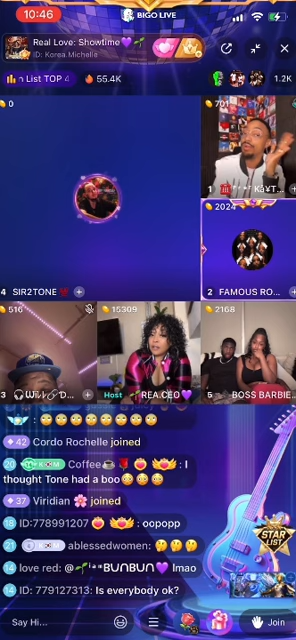 10:46
BIGO LIVE
Real Love: Showtime💜🌱
ID: Korea.Michelle
n List TOP 4
🔥 55.4K
1.2K
0
701
1
2024
4 SIR2TONE🌹
2 FAMOUS RO...
516
15309
2168
3
Host
REA.CEO💜
5 BOSS BARBIE...
: 🙄🙄🙄🙄🙄🙄🙄🙄
42 Cordo Rochelle joined
20 Coffee☕🌹 : I
thought Tone had a boo😳😳😳
37 Viridian 🌸 joined
18 ID:778991207 : oopopp
21 ablessedwomen: 🤔🤔🤔
14 love red: @🌱 BUNBUN💜 lmao
14 ID: 779127313: Is everybody ok?
STAR
LIST
Say Hi...
Join